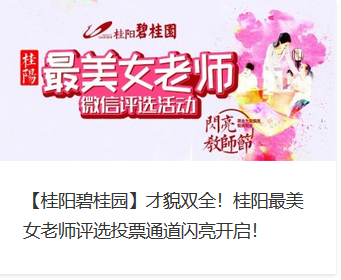 桂阳碧桂园
桂陽
最美女老师
微信评选活动
閃亮
教師節
【桂阳碧桂园】才貌双全！桂阳最美
女老师评选投票通道闪亮开启！